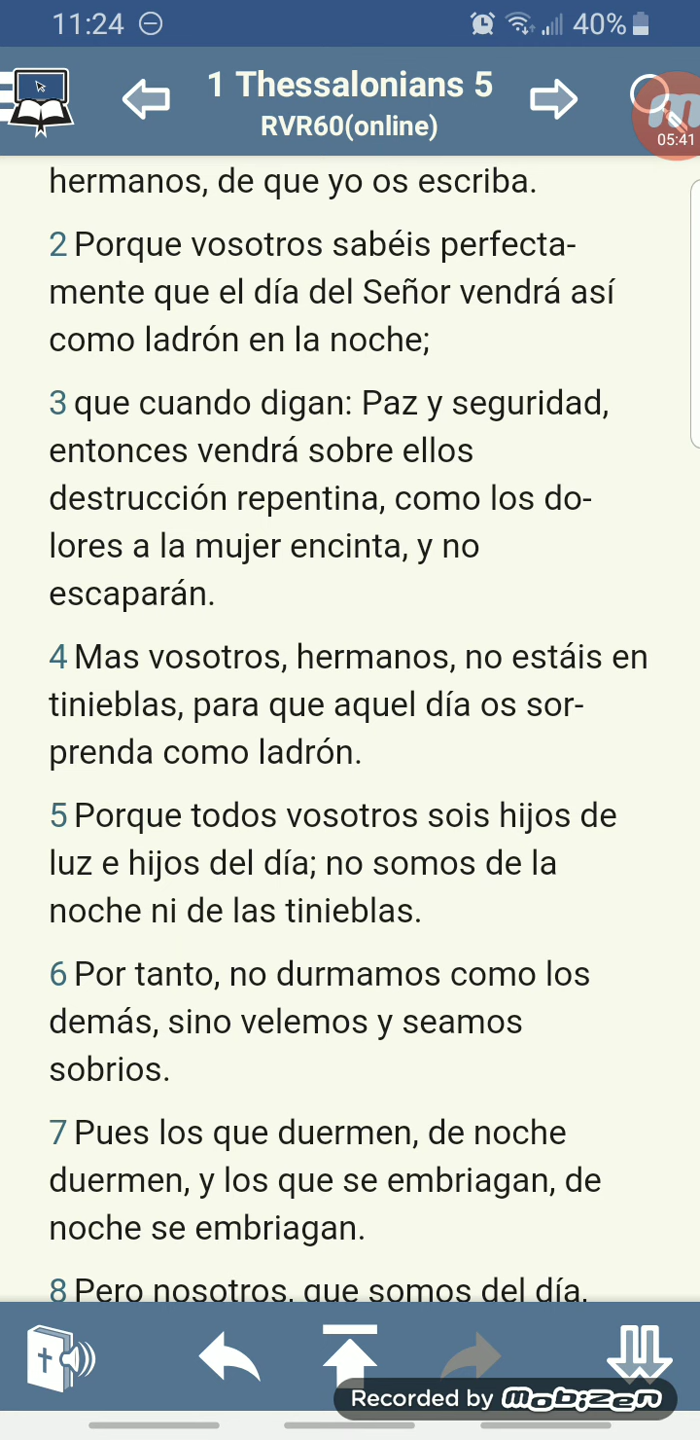 11:24
40%
1 Thessalonians 5
RVR60(online)
05:41
hermanos, de que yo os escriba.
2 Porque vosotros sabéis perfecta-
mente que el día del Señor vendrá así
como ladrón en la noche;
3 que cuando digan: Paz y seguridad,
entonces vendrá sobre ellos
destrucción repentina, como los do-
lores a la mujer encinta, y no
escaparán.
4 Mas vosotros, hermanos, no estáis en
tinieblas, para que aquel día os sor-
prenda como ladrón.
5 Porque todos vosotros sois hijos de
luz e hijos del día; no somos de la
noche ni de las tinieblas.
6 Por tanto, no durmamos como los
demás, sino velemos y seamos
sobrios.
7 Pues los que duermen, de noche
duermen, y los que se embriagan, de
noche se embriagan.
8 Pero nosotros, que somos del día,
Recorded by Mobizen